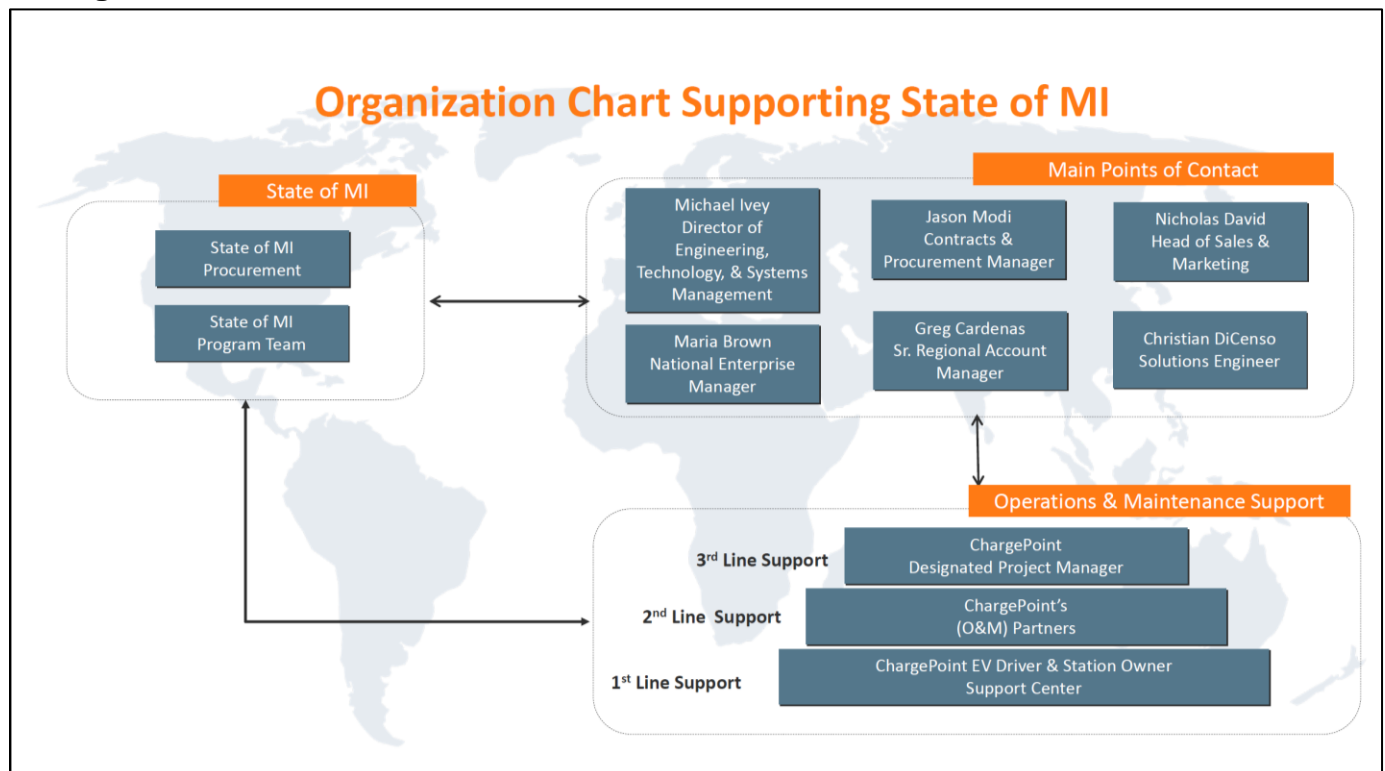 Organization Chart Supporting State of MI
State of MI
State of MI
Procurement
State of MI
Program Team
Main Points of Contact
Michael Ivey
Director of
Engineering,
Technology, & Systems
Management
Jason Modi
Contracts &
Procurement Manager
Nicholas David
Head of Sales &
Marketing
Maria Brown
National Enterprise
Manager
Greg Cardenas
Sr. Regional Account
Manager
Christian DiCenso
Solutions Engineer
Operations & Maintenance Support
3rd Line Support
ChargePoint
Designated Project Manager
2nd Line Support
ChargePoint's
(O&M) Partners
1st Line Support
ChargePoint EV Driver & Station Owner
Support Center